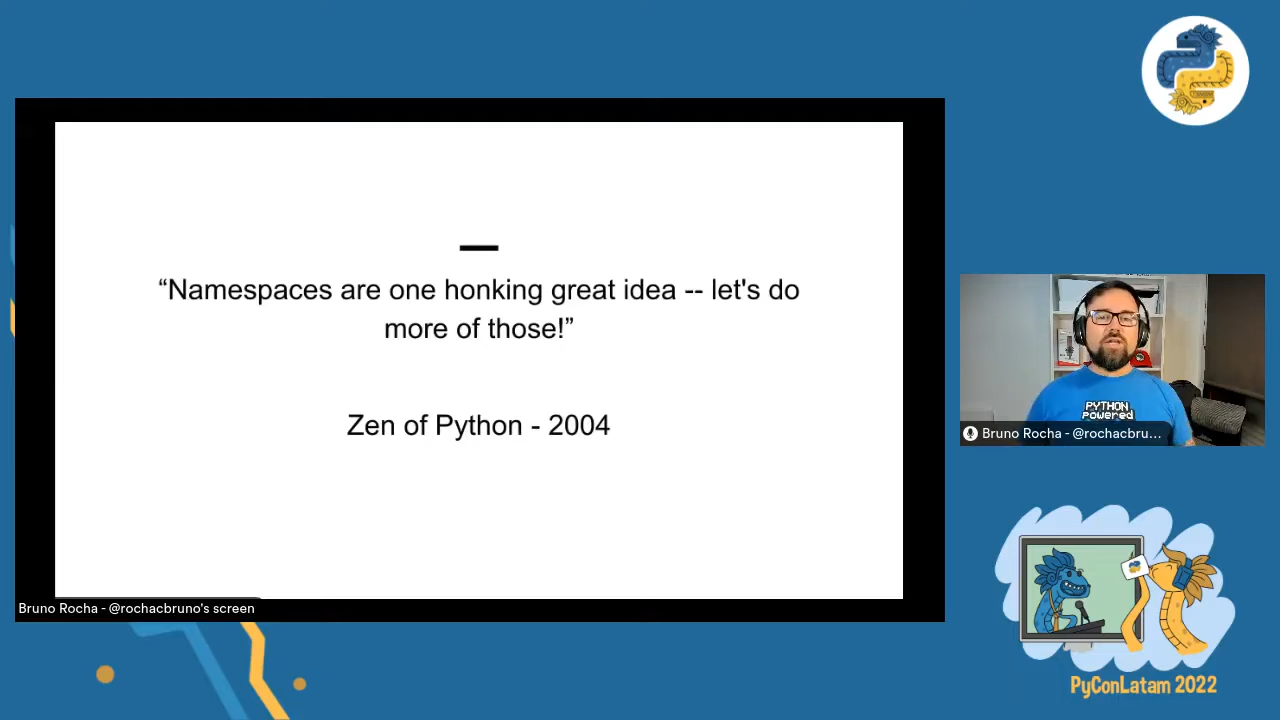 “Namespaces are one honking great idea -- let's do
more of those!”
Zen of Python - 2004
Bruno Rocha - @rochacbruno's screen
PYTHON
POWERED
Bruno Rocha - @rochacbru...
PyConLatam 2022